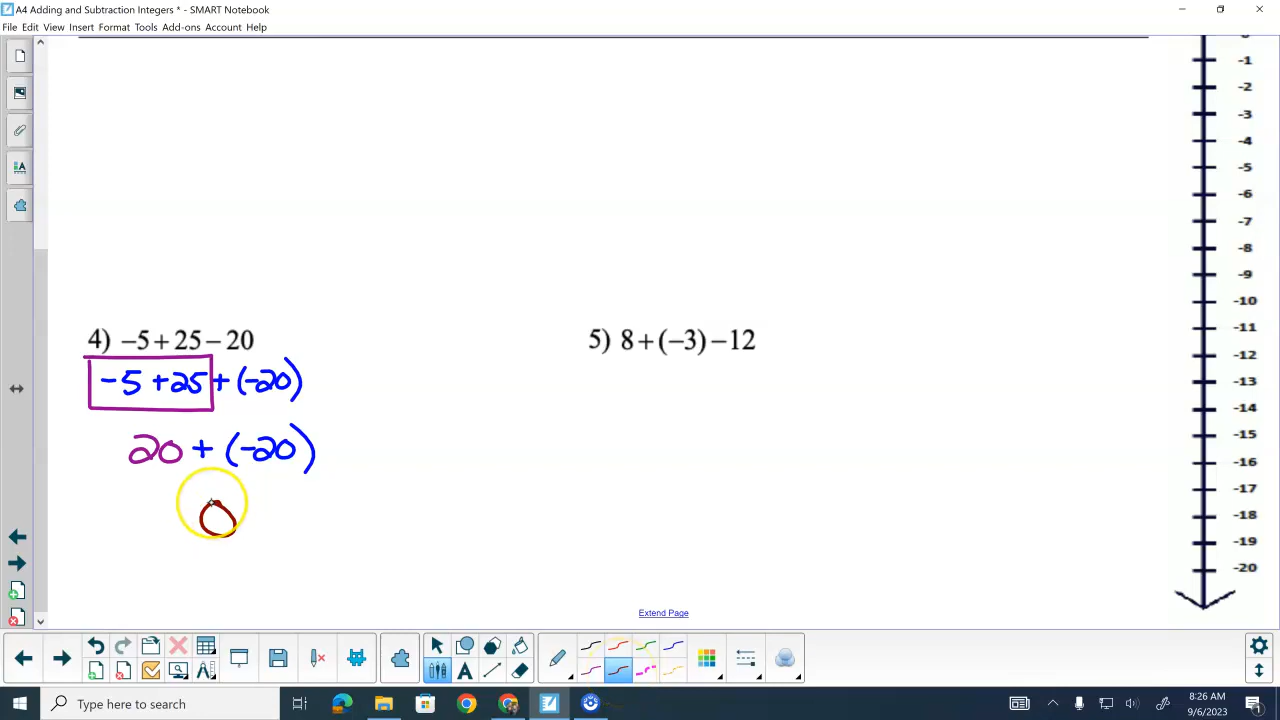 A4 Adding and Subtraction Integers * - SMART Notebook
File Edit View Insert Format Tools Add-ons Account Help
-1
-2
-3
-4
-5
-6
-7
-8
-9
-10
-11
-12
-13
-14
-15
-16
-17
-18
-19
-20
4) −5 + 25 − 20
-5 +25 + (-20)
20 + (-20)
0
5) 8 + (−3) − 12
Extend Page
Type here to search
8:26 AM
9/6/2023
1